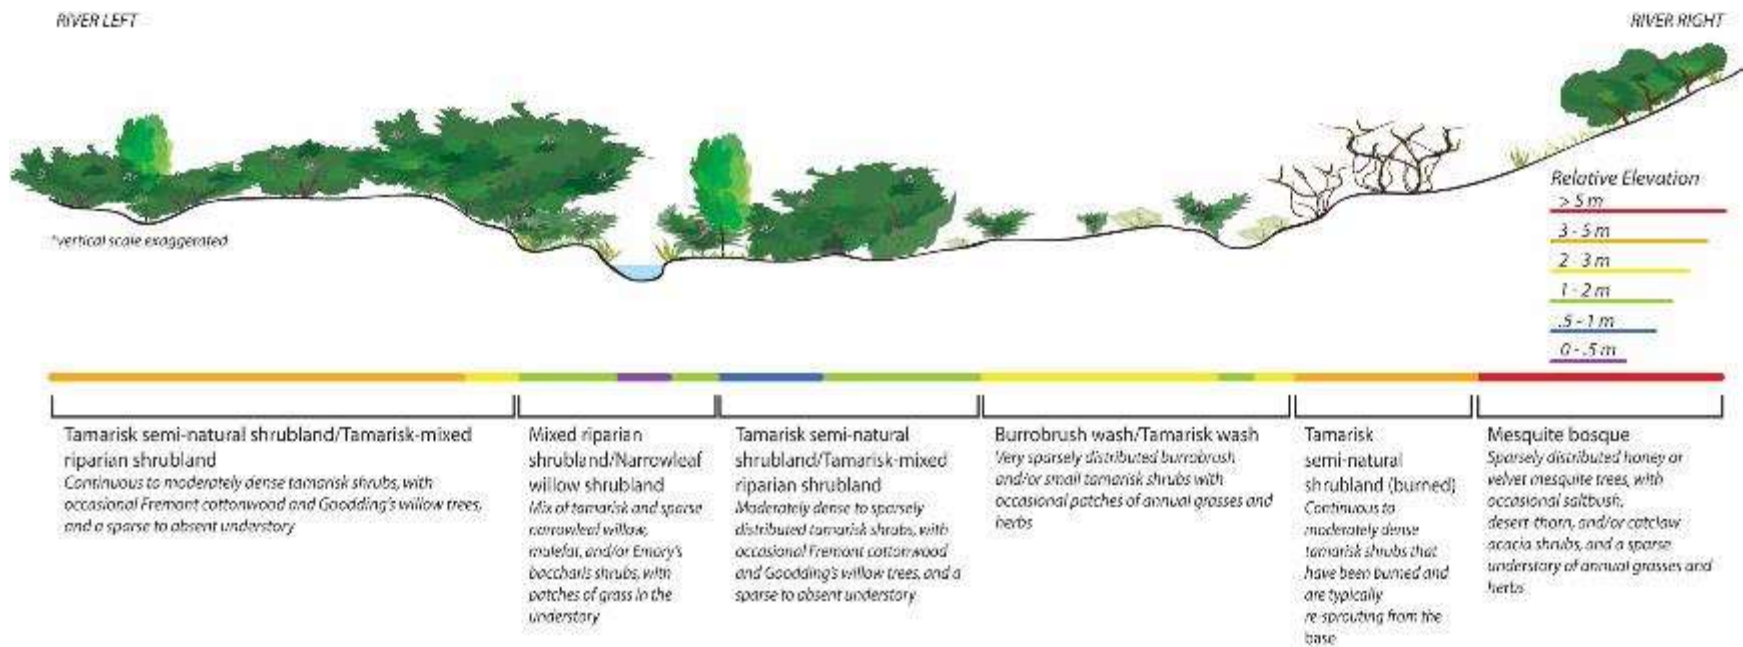 RIVER LEFT
RIVER RIGHT
*vertical scale exaggerated
Relative Elevation
> 5 m
3 - 5 m
2 - 3 m
1 - 2 m
.5 - 1 m
0 - .5 m
Tamarisk semi-natural shrubland/Tamarisk-mixed
riparian shrubland
Continuous to moderately dense tamarisk shrubs, with
occasional Fremont cottonwood and Goodding's willow trees,
and a sparse to absent understory
Mixed riparian
shrubland/Narrowleaf
willow shrubland
Mix of tamarisk and sparse
narrowleaf willow,
mulefat, and/or Emory's
baccharis shrubs, with
patches of grass in the
understory
Tamarisk semi-natural
shrubland/Tamarisk-mixed
riparian shrubland
Moderately dense to sparsely
distributed tamarisk shrubs, with
occasional Fremont cottonwood
and Goodding's willow trees, and a
sparse to absent understory
Burrobrush wash/Tamarisk wash
Very sparsely distributed burrobrush
and/or small tamarisk shrubs with
occasional patches of annual grasses and
herbs
Tamarisk
semi-natural
shrubland (burned)
Continuous to
moderately dense
tamarisk shrubs that
have been burned and
are typically
re-sprouting from the
base
Mesquite bosque
Sparsely distributed honey or
velvet mesquite trees, with
occasional saltbush,
desert-thorn, and/or catclaw
acacia shrubs, and a sparse
understory of annual grasses and
herbs